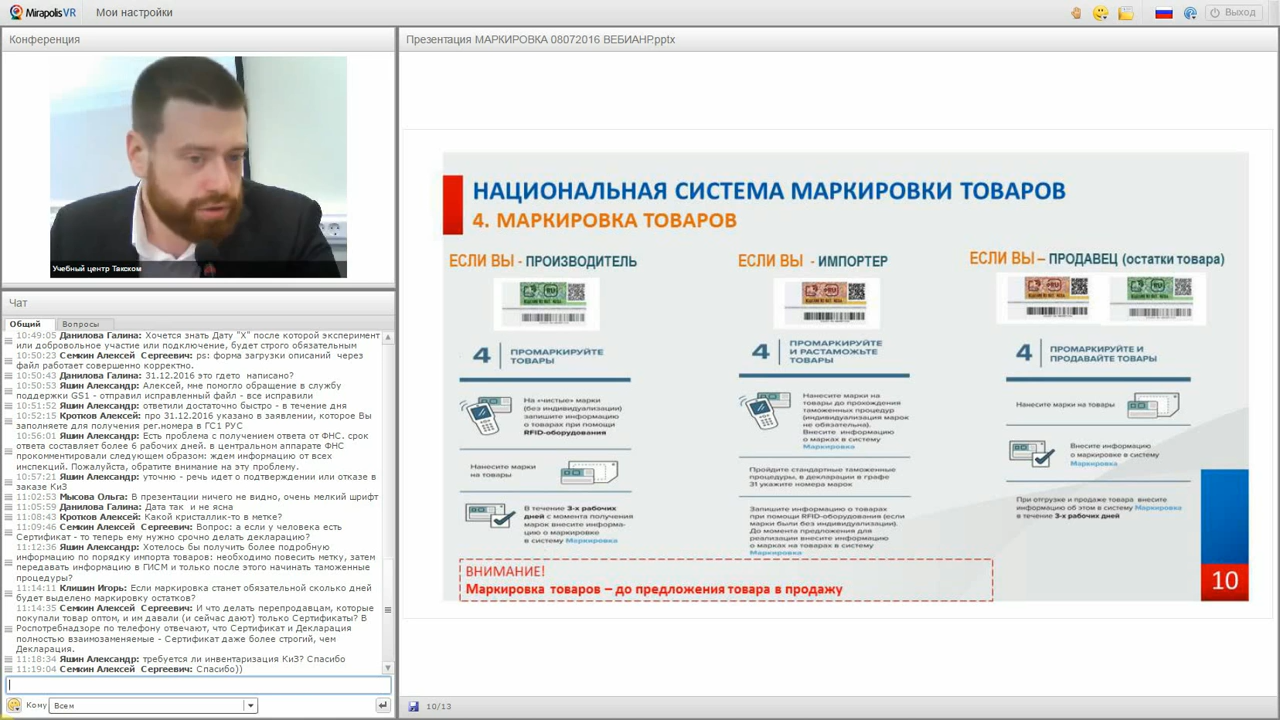 Mirapolis VR
Мои настройки
Выход
Конференция
Учебный центр Такском
Чат
Общий
Вопросы
10:49:05 Данилова Галина: Хочется знать Дату "Х" после которой эксперимент
или добровольное участие или подключение, будет строго обязательным
10:50:23 Семкин Алексей Сергеевич: ps: форма загрузки описаний через
файл работает совершенно корректно.
10:50:43 Данилова Галина: 31.12.2016 это гдето написано?
10:50:53 Яшин Александр: Алексей, мне помогло обращение в службу
поддержки GS1 - отправил исправленный файл - все исправили
10:51:52 Яшин Александр: ответили достаточно быстро - в течение дня
10:52:15 Кротков Алексей: про 31.12.2016 указано в заявлении, которое Вы
заполняете для получения рег.номера в ГС1 РУС
10:56:01 Яшин Александр: Есть проблема с получением ответа от ФНС. срок
ответа составляет более 6 рабочих дней. в центральном аппарате ФНС
прокомментировали следующем образом: ждем информацию от всех
инспекций. Пожалуйста, обратите внимание на эту проблему.
10:57:21 Яшин Александр: уточню - речь идет о подтверждении или отказе в
заказе КиЗ
11:02:53 Мыкова Ольга: В презентации ничего не видно, очень мелкий шрифт
11:05:59 Данилова Галина: Дата так и не ясна
11:08:43 Кротков Алексей: Какой кристаллик-то в метке?
11:09:46 Семкин Алексей Сергеевич: Вопрос: а если у человека есть
Сертификат - то ему нужно срочно делать декларацию?
11:12:36 Яшин Александр: Хотелось бы получить более подробную
информацию по порядку импорта товаров: необходимо повесить метку, затем
передавать информцию в ГИСМ и только после этого начинать таможенные
процедуры?
11:14:11 Клишин Игорь: Если маркировка станет обязательной сколько дней
будет выделено маркировку остатков?
11:14:35 Семкин Алексей Сергеевич: И что делать перепродавцам, которые
покупали товар оптом, и им давали (и сейчас дают) только Сертификаты? В
Роспотребнадзоре по телефону отвечают, что Сертификат и Декларация
полностью взаимозаменяемые - Сертификат даже более строгий, чем
Декларация.
11:18:34 Яшин Александр: требуется ли инвентаризация КиЗ? Спасибо
11:19:04 Семкин Алексей Сергеевич: Спасибо))
Кому
Всем
Презентация МАРКИРОВКА 08072016 ВЕБИАНР.pptx
НАЦИОНАЛЬНАЯ СИСТЕМА МАРКИРОВКИ ТОВАРОВ
4. МАРКИРОВКА ТОВАРОВ
ЕСЛИ ВЫ - ПРОИЗВОДИТЕЛЬ
4
ПРОМАРКИРУЙТЕ
ТОВАРЫ
На «чистые» марки
(без индивидуализации)
запишите информацию
о товарах при помощи
RFID-оборудования
Нанесите марки
на товары
В течение 3-х рабочих
дней с момента получения
марок внесите информа-
цию о маркировке
в систему Маркировка
ЕСЛИ ВЫ - ИМПОРТЕР
4
ПРОМАРКИРУЙТЕ
И РАСТАМОЖЬТЕ
ТОВАРЫ
Нанесите марки на
товары до прохождения
таможенных процедур
(индивидуализация марок
не обязательна).
Внесите информацию
о марках в систему
Маркировка
Пройдите стандартные таможенные
процедуры, в декларации в графе
31 укажите номера марок
Запишите информацию о товарах
при помощи RFID-оборудования (если
марки были без индивидуализации).
До момента предложения для
реализации внесите информацию
о марках на товарах в систему
Маркировка
ЕСЛИ ВЫ – ПРОДАВЕЦ (остатки товара)
4
ПРОМАРКИРУЙТЕ И
ПРОДАВАЙТЕ ТОВАРЫ
Нанесите марки на товары
Внесите информацию
о маркировке в систему
Маркировка
При отгрузке и продаже товара внесите
информацию об этом в систему Маркировка
в течение 3-х рабочих дней
ВНИМАНИЕ!
Маркировка товаров – до предложения товара в продажу
10
10/13